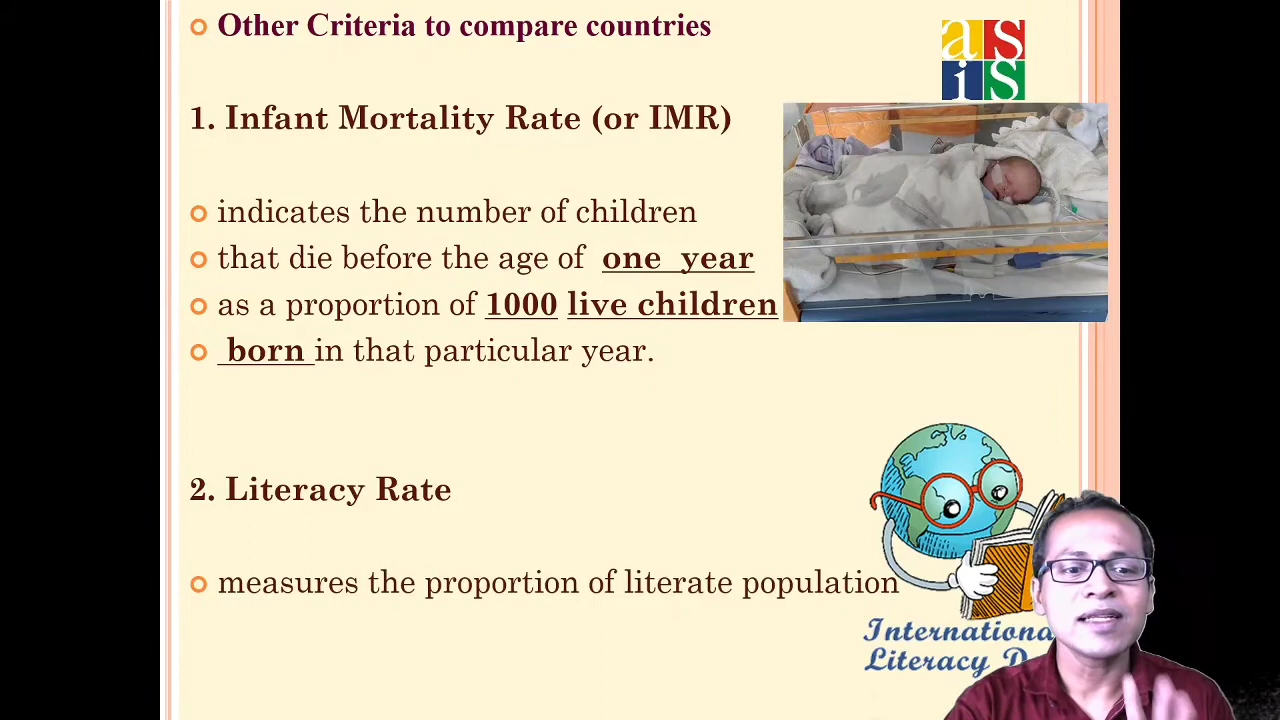 Other Criteria to compare countries
a S
i S
1. Infant Mortality Rate (or IMR)
indicates the number of children
that die before the age of one year
as a proportion of 1000 live children
born in that particular year.
2. Literacy Rate
measures the proportion of literate population
Internationa
Literacy D